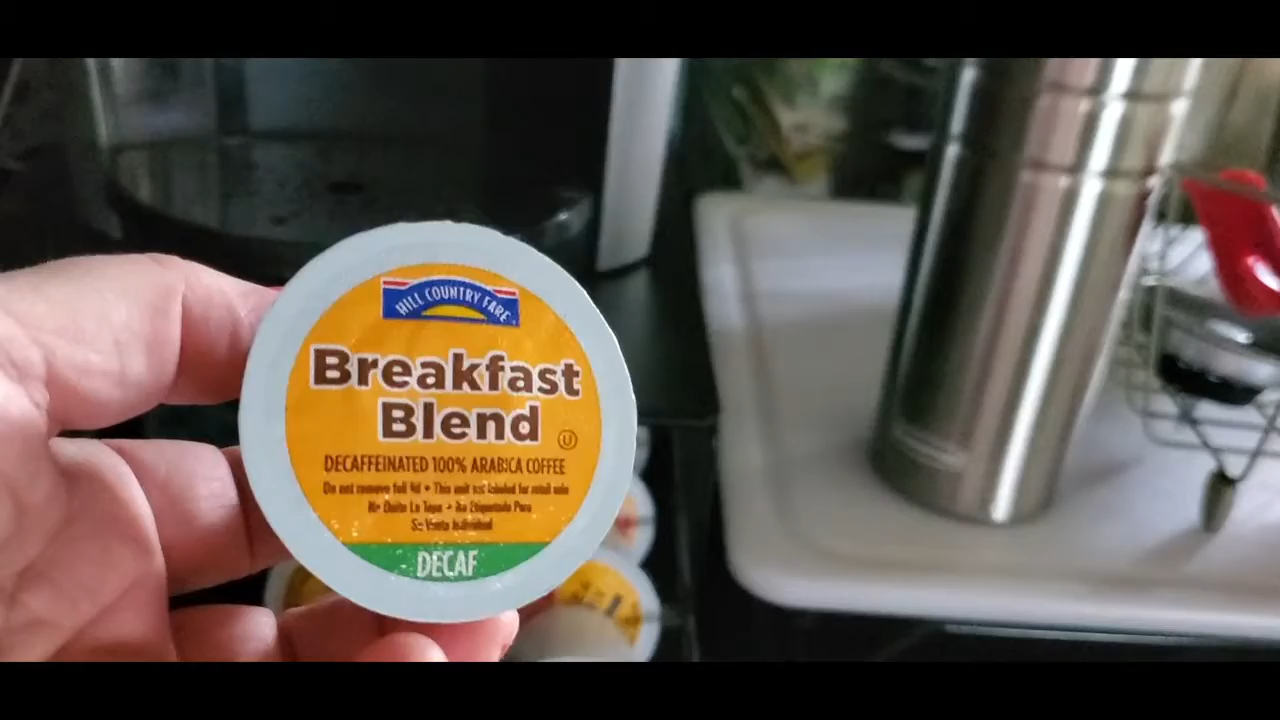 HILL COUNTRY FARE
Breakfast
Blend
U
DECAFFEINATED 100% ARABICA COFFEE
Do not remove foil lid • This unit not labeled for retail sale
No Quite La Tapa • No Etiquetado Para
Su Venta Individual
DECAF